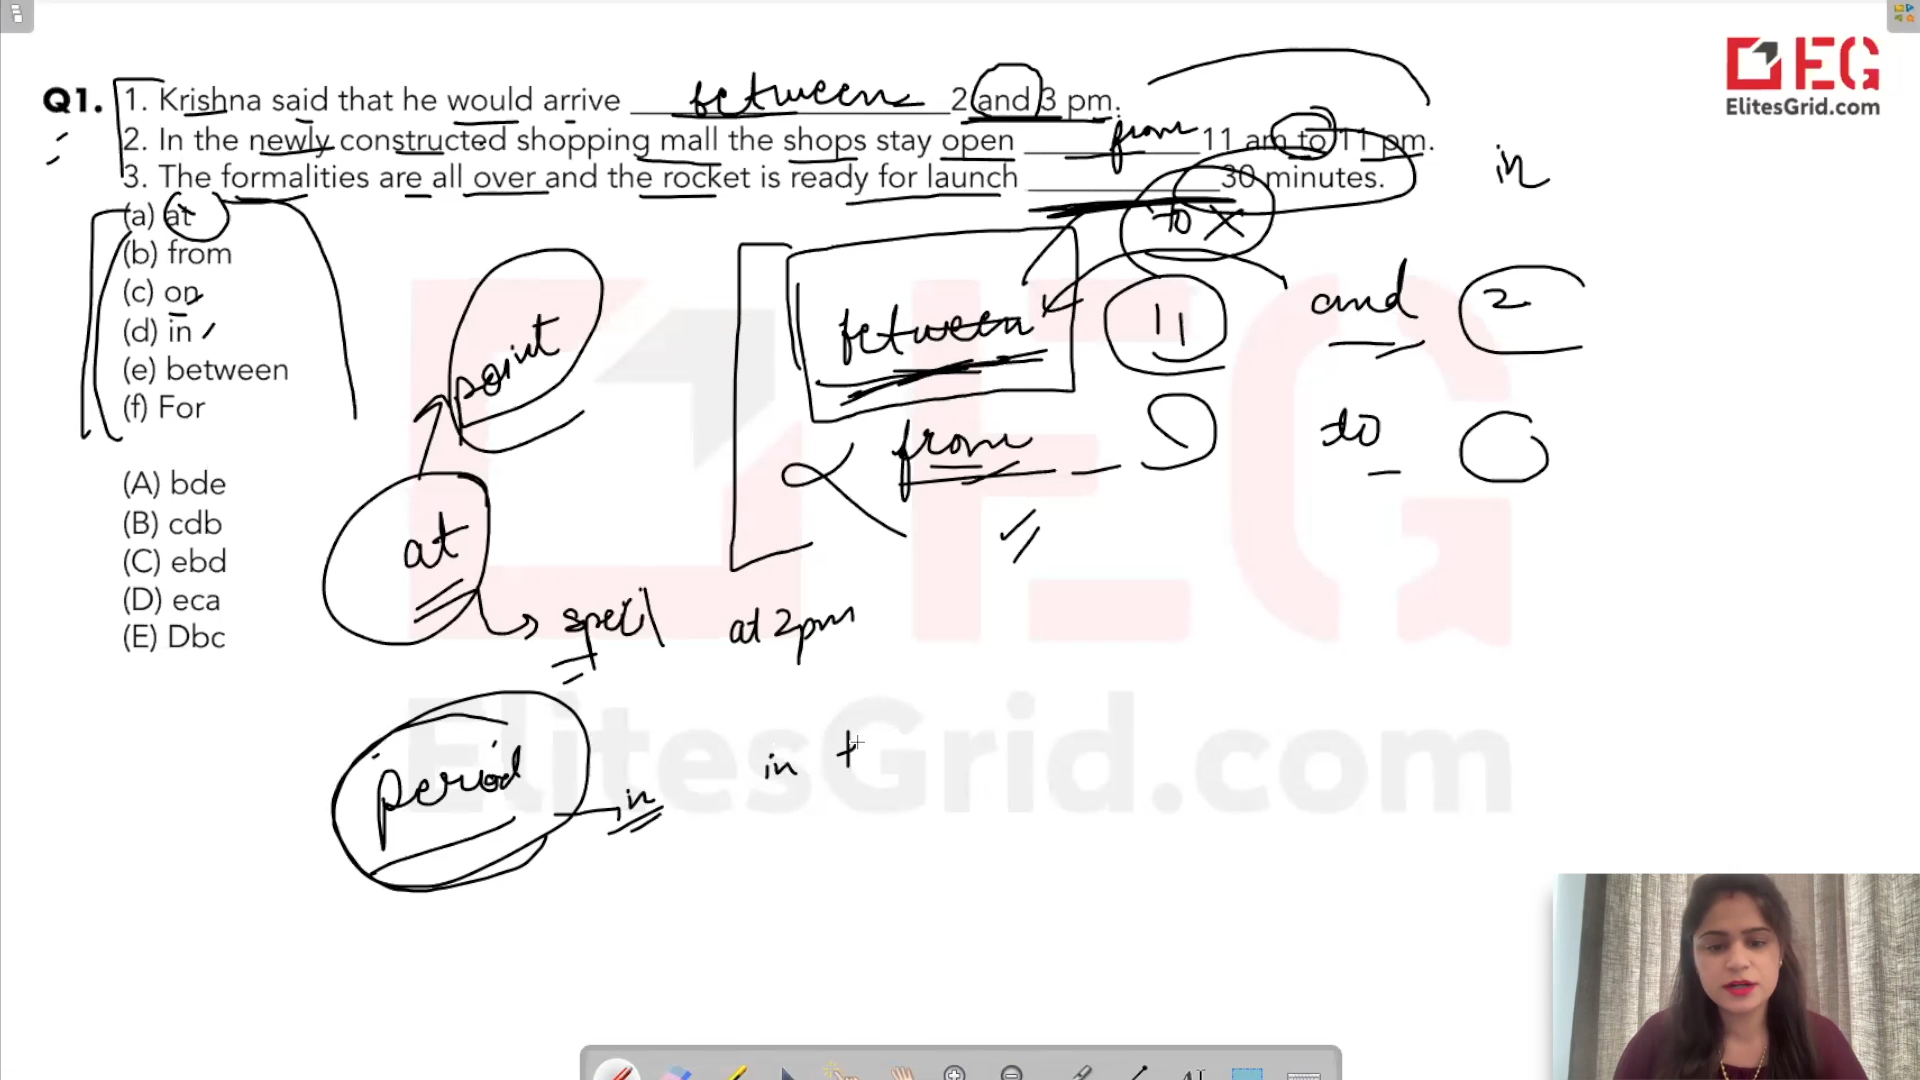 EG
ElitesGrid.com
Q1. 1. Krishna said that he would arrive between 2 and 3 pm.
2. In the newly constructed shopping mall the shops stay open from 11 am to 11 pm.
3. The formalities are all over and the rocket is ready for launch 30 minutes. in
(a) at
(b) from
(c) on
(d) in
(e) between
(f) For
(A) bde
(B) cdb
(C) ebd
(D) eca
(E) Dbc
to X
between 11 and 2
from to
point
at
at 2pm
period in
in t
EG
ElitesGrid.com